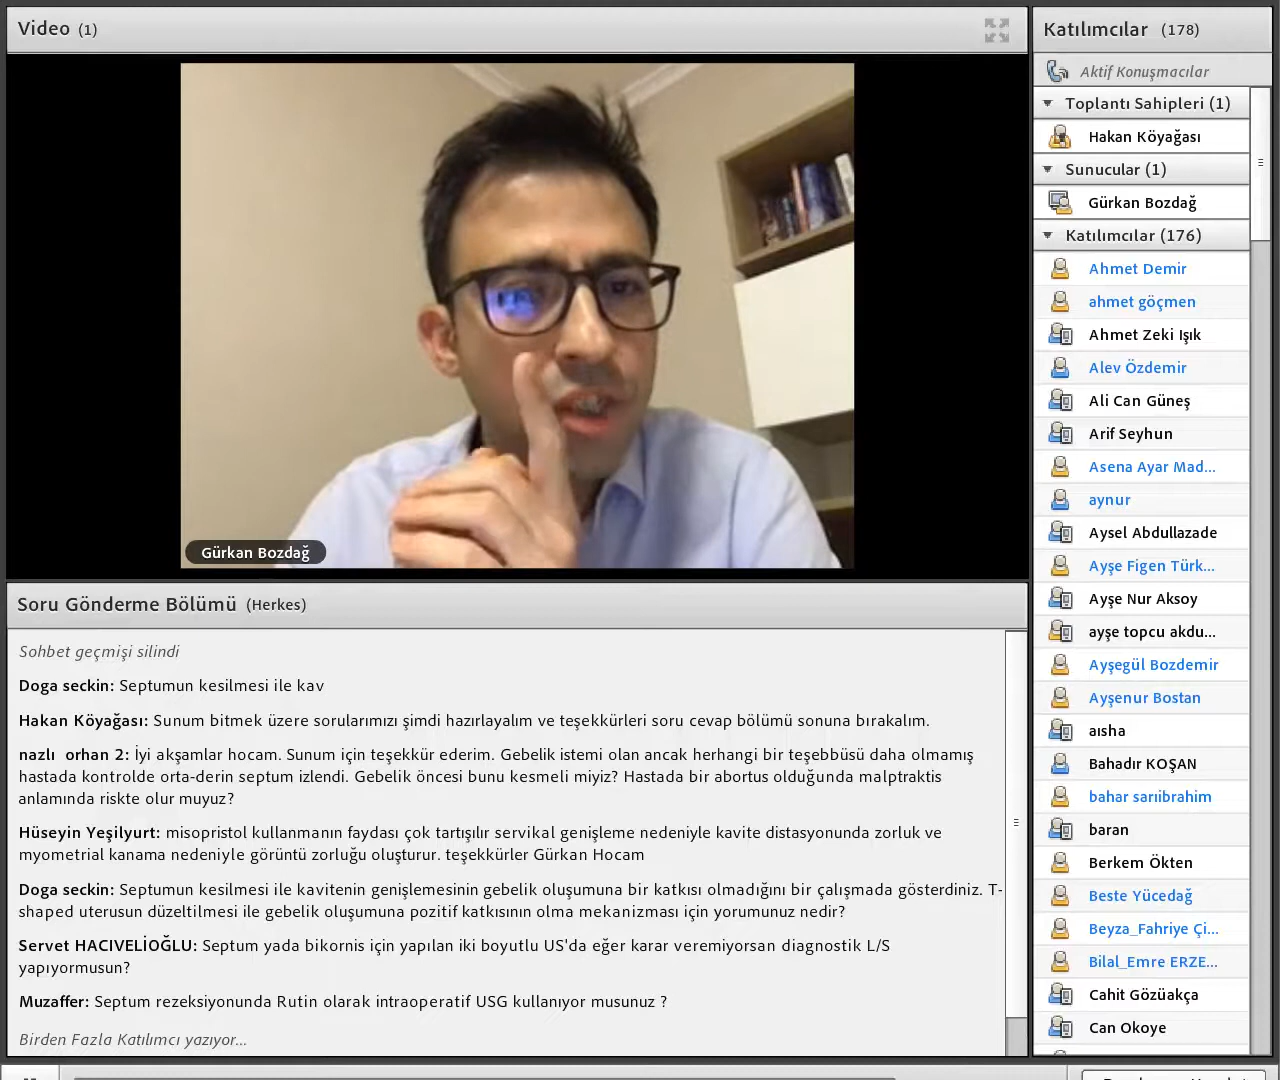 Video (1)
Gürkan Bozdağ
Soru Gönderme Bölümü (Herkes)
Sohbet geçmişi silindi
Doga seckin: Septumun kesilmesi ile kav
Hakan Köyağası: Sunum bitmek üzere sorularımızı şimdi hazırlayalım ve teşekkürleri soru cevap bölümü sonuna bırakalım.
nazlı orhan 2: İyi akşamlar hocam. Sunum için teşekkür ederim. Gebelik istemi olan ancak herhangi bir teşebbüsü daha olmamış
hastada kontrolde orta-derin septum izlendi. Gebelik öncesi bunu kesmeli miyiz? Hastada bir abortus olduğunda malptraktis
anlamında riskte olur muyuz?
Hüseyin Yeşilyurt: misopristol kullanmanın faydası çok tartışılır servikal genişleme nedeniyle kavite distasyonunda zorluk ve
myometrial kanama nedeniyle görüntü zorluğu oluşturur. teşekkürler Gürkan Hocam
Doga seckin: Septumun kesilmesi ile kavitenin genişlemesinin gebelik oluşumuna bir katkısı olmadığını bir çalışmada gösterdiniz. T-
shaped uterusun düzeltilmesi ile gebelik oluşumuna pozitif katkısının olma mekanizması için yorumunuz nedir?
Servet HACIVELİOĞLU: Septum yada bikornis için yapılan iki boyutlu US'da eğer karar veremiyorsan diagnostik L/S
yapıyormusun?
Muzaffer: Septum rezeksiyonunda Rutin olarak intraoperatif USG kullanıyor musunuz ?
Birden Fazla Katılımcı yazıyor...
Katılımcılar (178)
Aktif Konuşmacılar
Toplantı Sahipleri (1)
Hakan Köyağası
Sunucular (1)
Gürkan Bozdağ
Katılımcılar (176)
Ahmet Demir
ahmet göçmen
Ahmet Zeki Işık
Alev Özdemir
Ali Can Güneş
Arif Seyhun
Asena Ayar Mad...
aynur
Aysel Abdullazade
Ayşe Figen Türk...
Ayşe Nur Aksoy
ayşe topcu akdu...
Ayşegül Bozdemir
Ayşenur Bostan
aısha
Bahadır KOŞAN
bahar sarıibrahim
baran
Berkem Ökten
Beste Yücedağ
Beyza_Fahriye Çi...
Bilal_Emre ERZE...
Cahit Gözüakça
Can Okoye